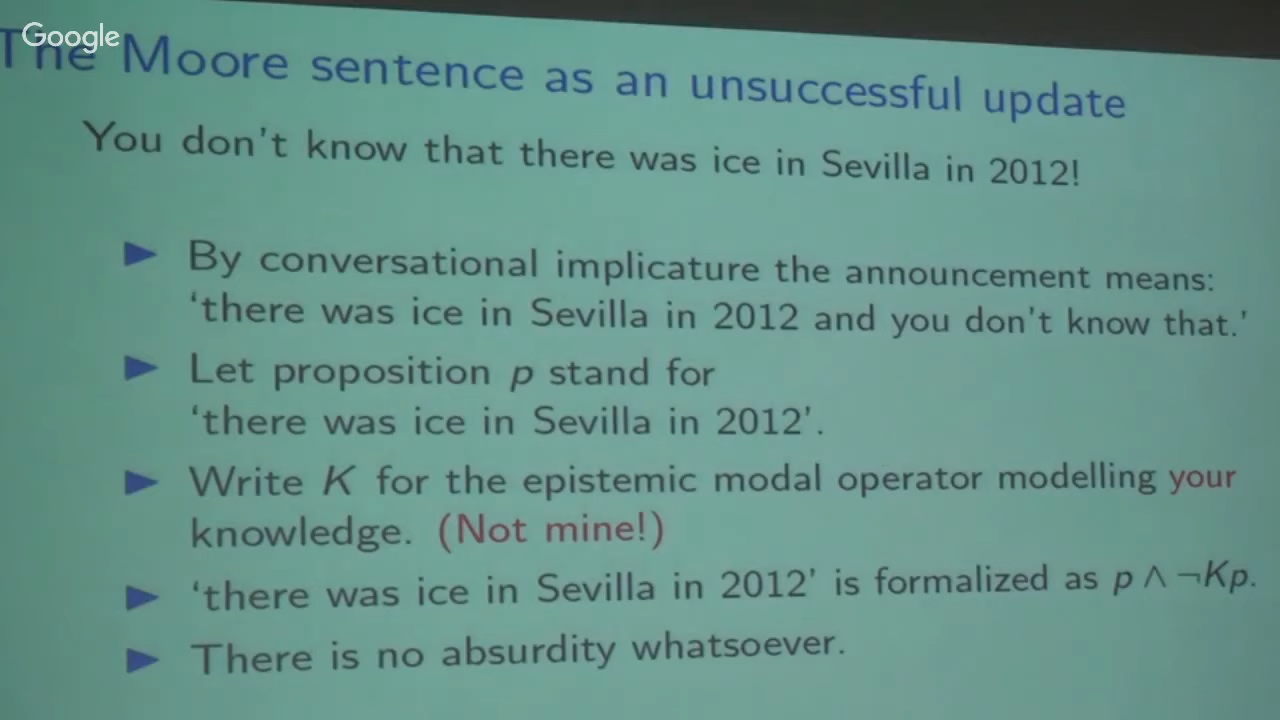 Google
The Moore sentence as an unsuccessful update
You don't know that there was ice in Sevilla in 2012!
▶ By conversational implicature the announcement means:
'there was ice in Sevilla in 2012 and you don't know that.'
▶ Let proposition p stand for
'there was ice in Sevilla in 2012'.
▶ Write K for the epistemic modal operator modelling your
knowledge. (Not mine!)
▶ 'there was ice in Sevilla in 2012' is formalized as p ∧ ¬Kp.
▶ There is no absurdity whatsoever.